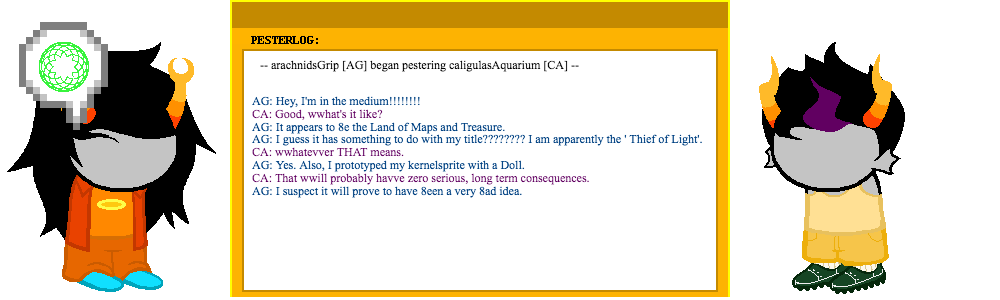 PESTERLOG:
-- arachnidsGrip [AG] began pestering caligulasAquarium [CA] --
AG: Hey, I'm in the medium!!!!!!!!
CA: Good, wwhat's it like?
AG: It appears to 8e the Land of Maps and Treasure.
AG: I guess it has something to do with my title???????? I am apparently the ' Thief of Light'.
CA: wwhatevver THAT means.
AG: Yes. Also, I prototyped my kernelsprite with a Doll.
CA: That wwill probably havve zero serious, long term consequences.
AG: I suspect it will prove to have 8een a very 8ad idea.